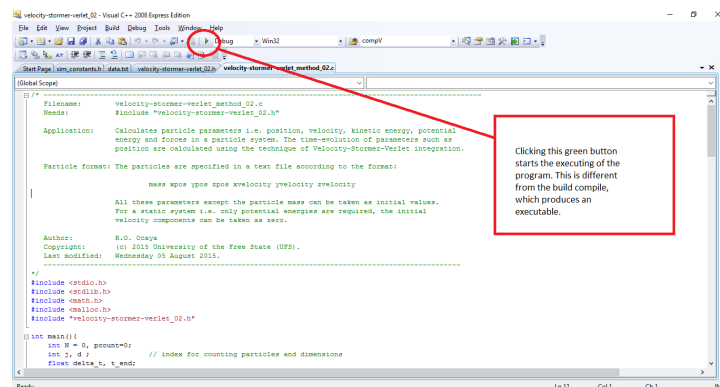 velocity-stormer-verlet_02 - Visual C++ 2008 Express Edition
File Edit View Project Build Debug Tools Window Help
Debug Win32 compV
Start Page sim_constants.h data.txt velocity-stormer-verlet_02.h velocity-stormer-verlet_method_02.c
(Global Scope)
/* ------------------------------------------------------------
Filename: velocity-stormer-verlet_method_02.c
Needs: #include "velocity-stormer-verlet_02.h"
Application: Calculates particle parameters i.e. position, velocity, kinetic energy, potential
energy and forces in a particle system. The time-evolution of parameters such as
position are calculated using the technique of Velocity-Stormer-Verlet integration.
Particle format: The particles are specified in a text file according to the format:
mass xpos ypos zpos xvelocity yvelocity zvelocity
All these parameters except the particle mass can be taken as initial values.
For a static system i.e. only potential energies are required, the initial
velocity components can be taken as zero.
Author: R.O. Ocaya
Copyright: (c) 2015 University of the Free State (UFS).
Last modified: Wednesday 05 August 2015.
------------------------------------------------------------
*/
#include <stdio.h>
#include <stdlib.h>
#include <math.h>
#include <malloc.h>
#include "velocity-stormer-verlet_02.h"
int main(){
int N = 0, pcount=0;
int j, d ; // index for counting particles and dimensions
float delta_t, t_end;
Clicking this green button
starts the executing of the
program. This is different
from the build compile,
which produces an
executable.
Ready Ln 12 Col 1 Ch 1